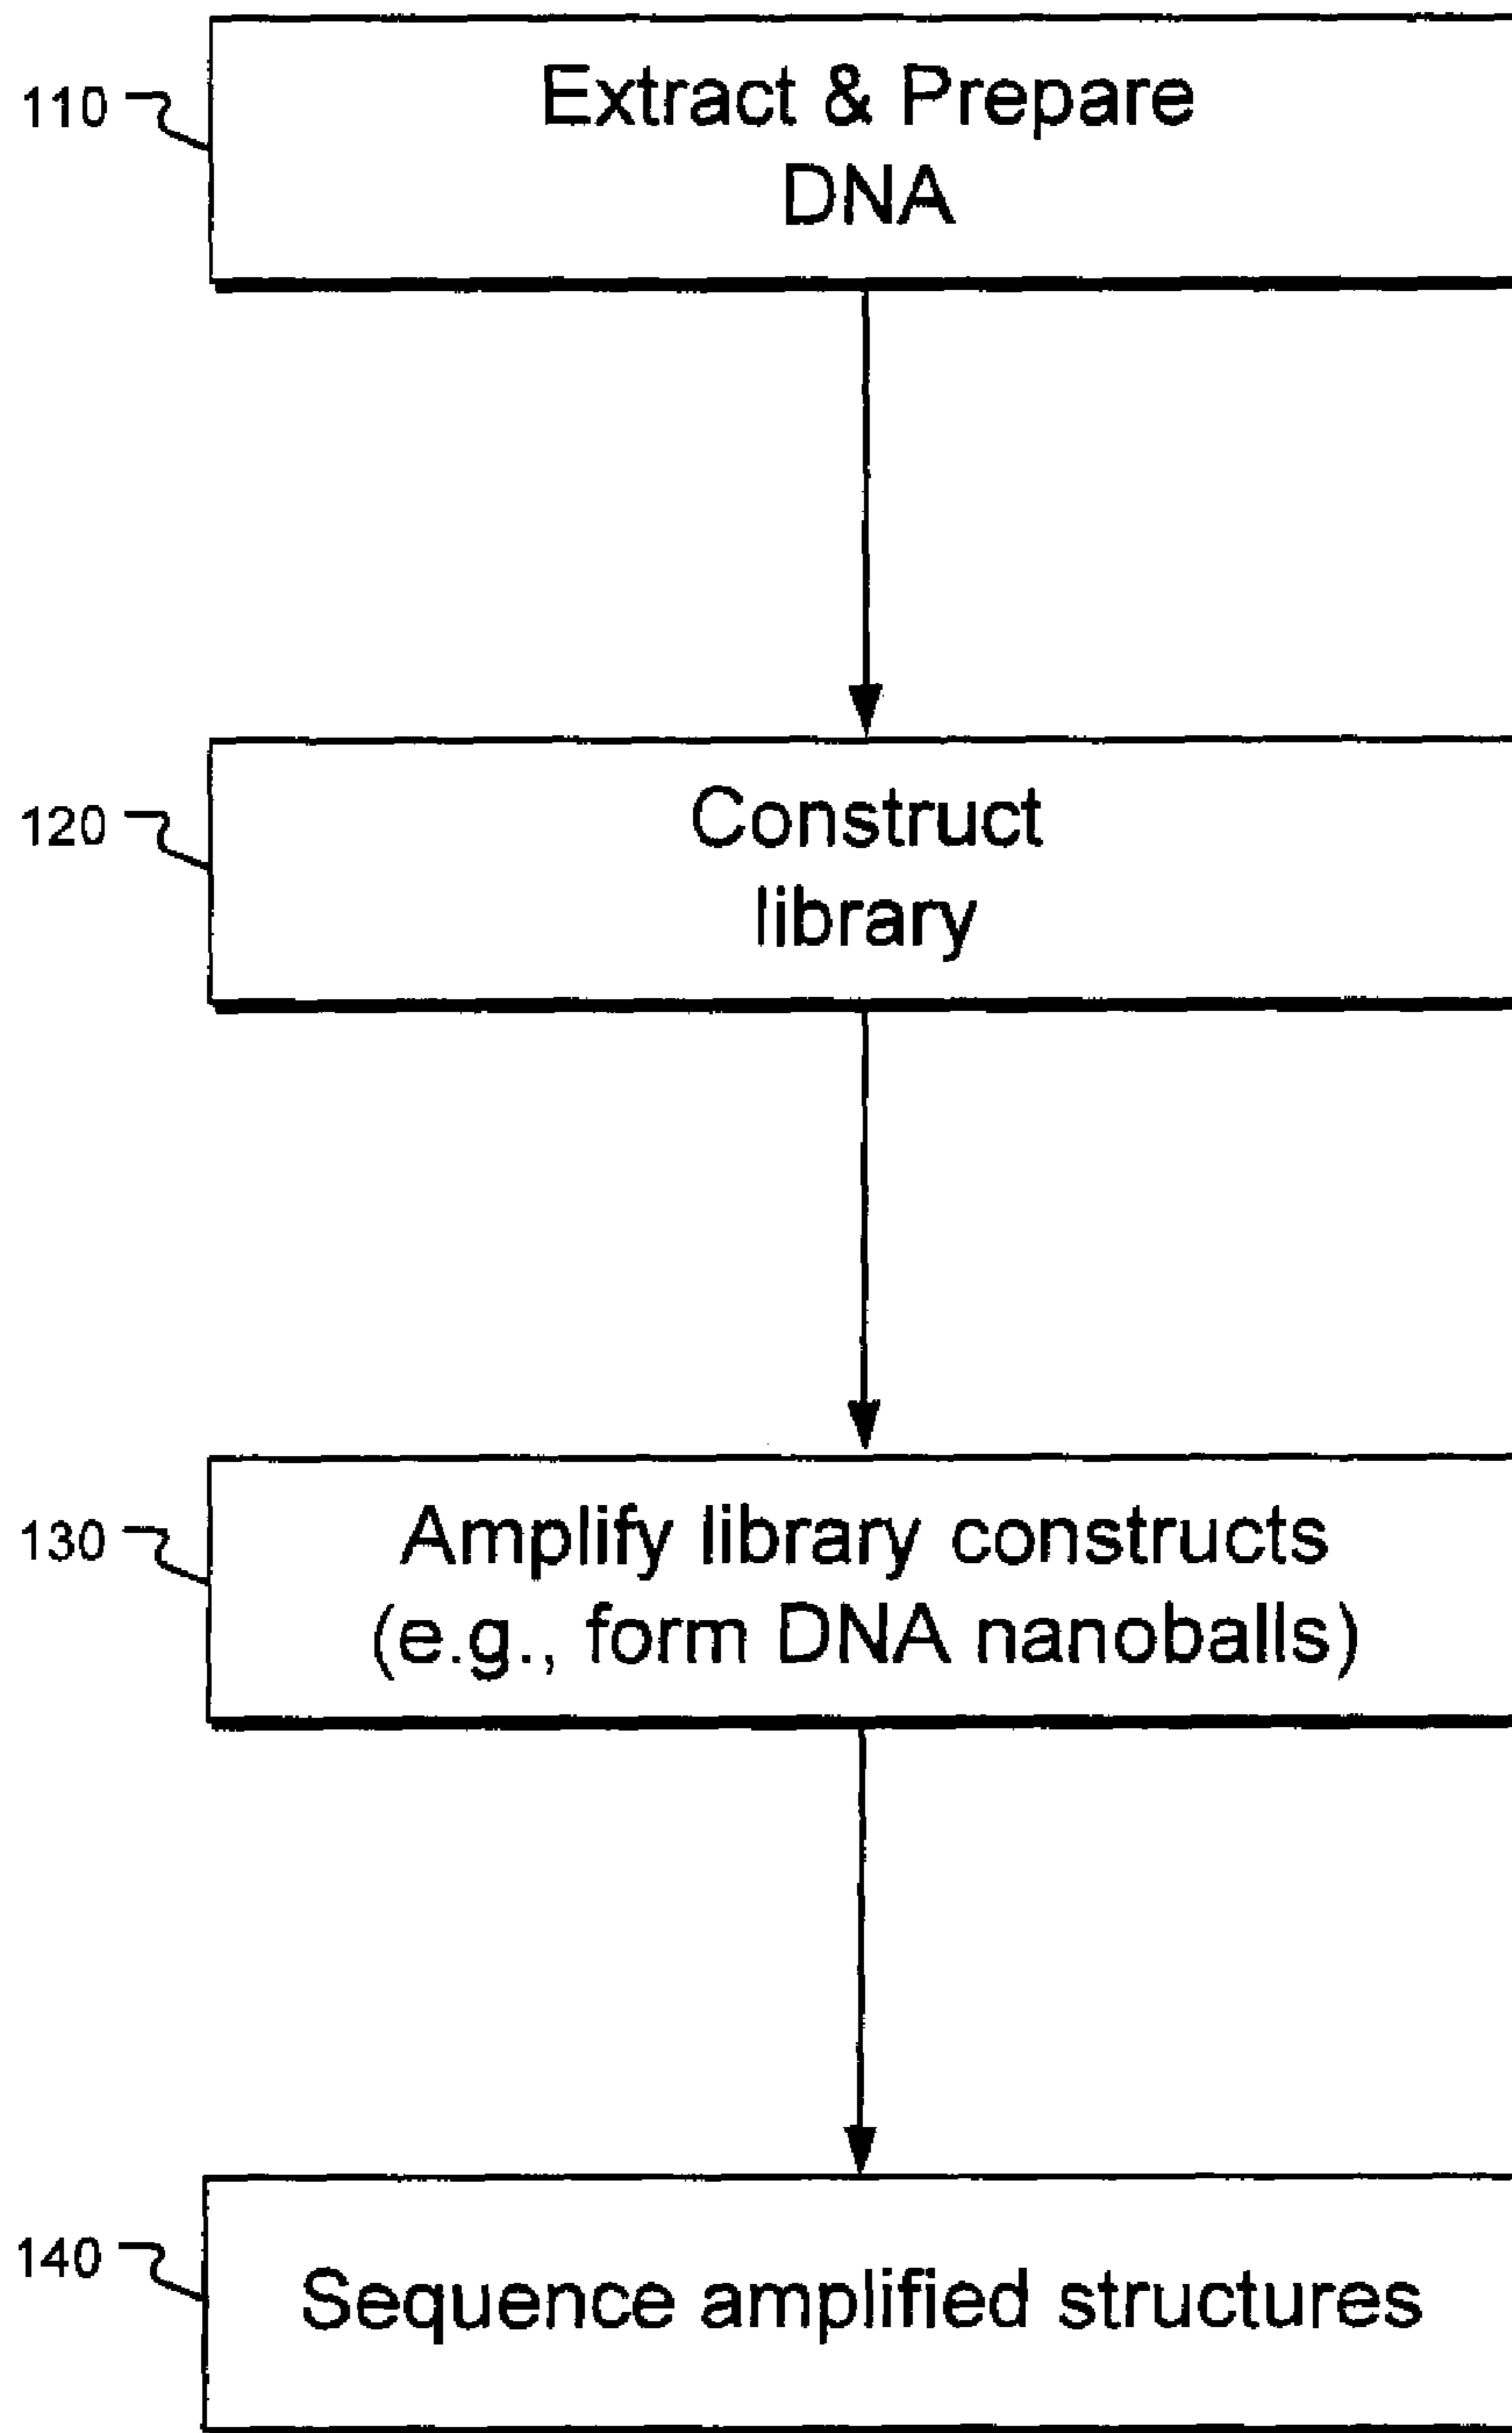 110
Extract & Prepare
DNA
120
Construct
library
130
Amplify library constructs
(e.g., form DNA nanoballs)
140
Sequence amplified structures